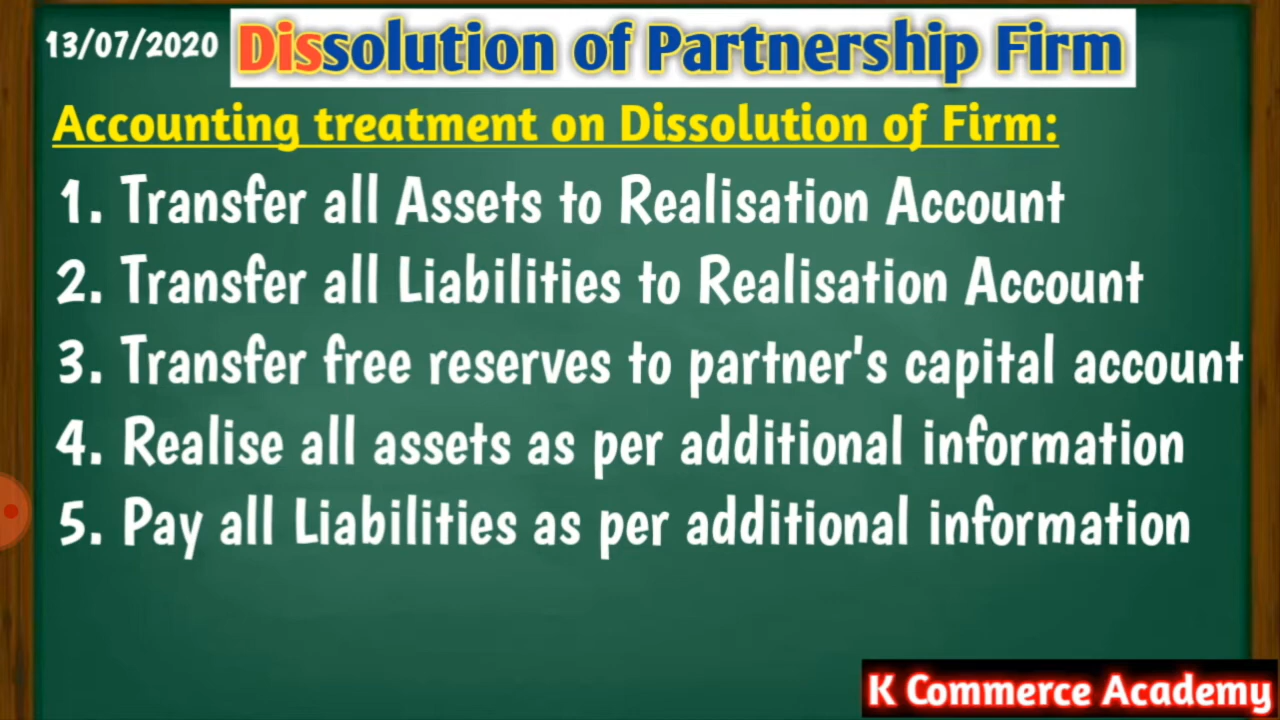 13/07/2020 Dissolution of Partnership Firm
Accounting treatment on Dissolution of Firm:
1. Transfer all Assets to Realisation Account
2. Transfer all Liabilities to Realisation Account
3. Transfer free reserves to partner's capital account
4. Realise all assets as per additional information
5. Pay all Liabilities as per additional information
K Commerce Academy